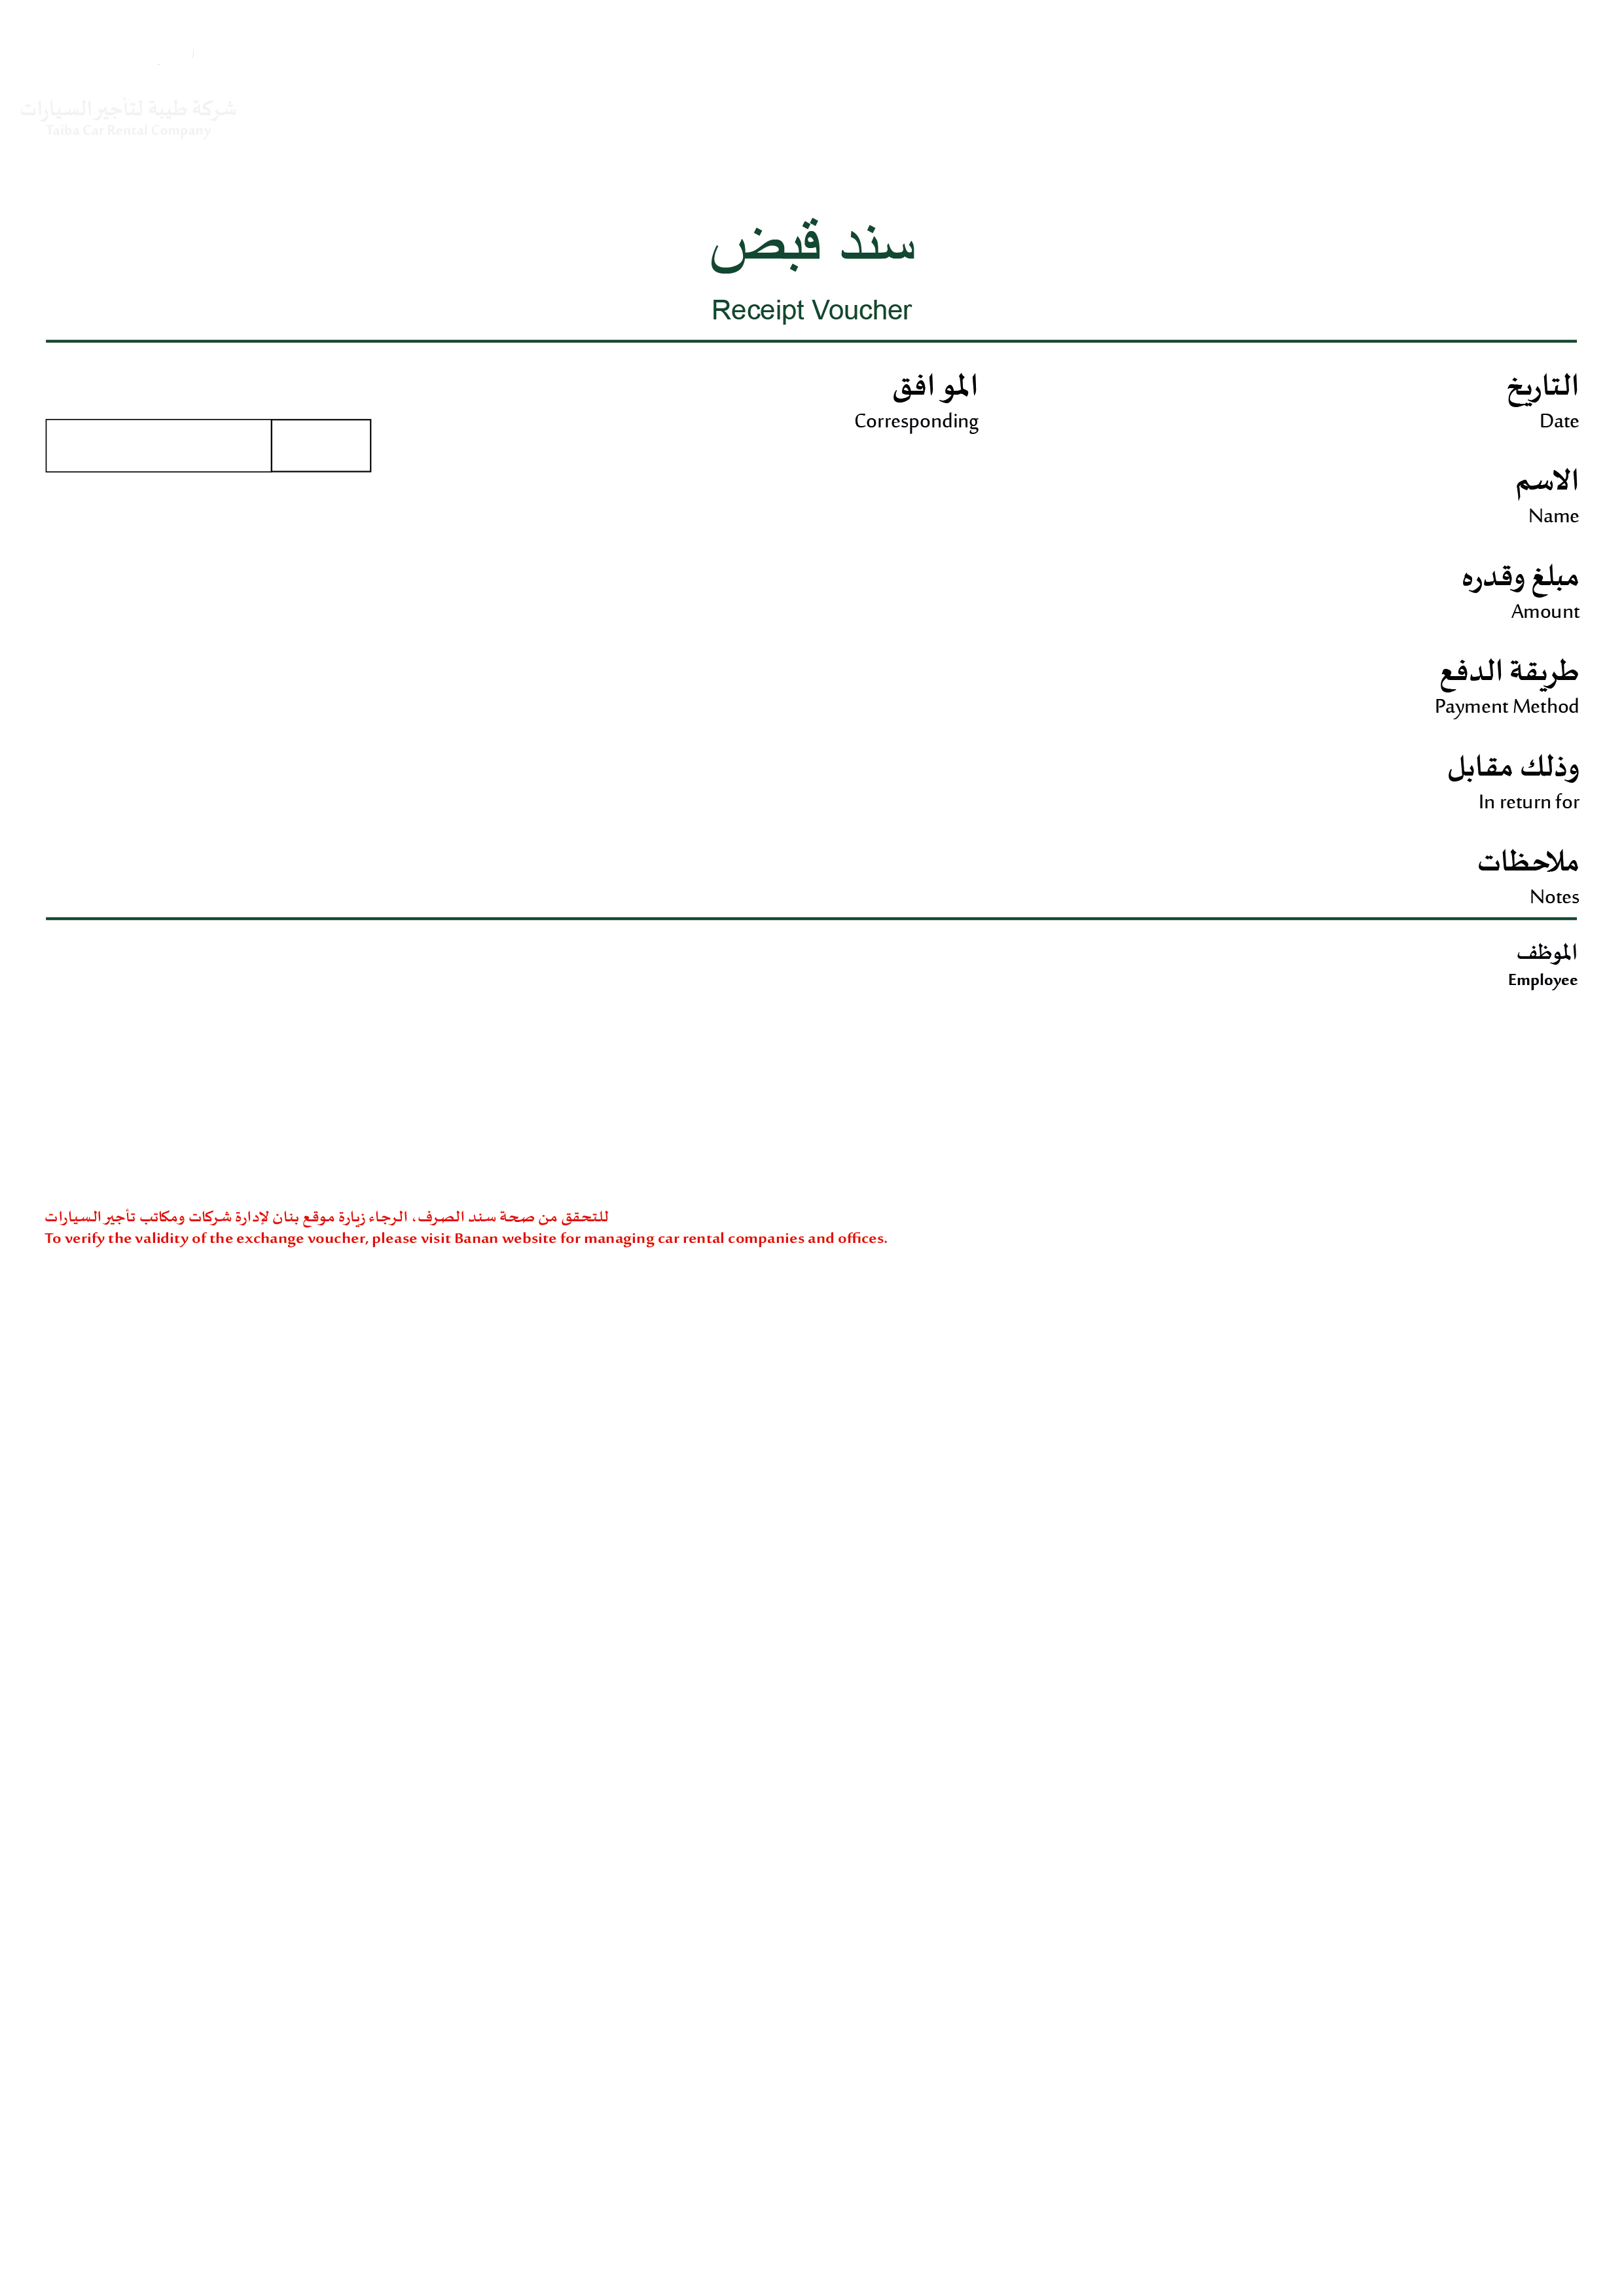 شركة طيبة لتأجير السيارات
Taiba Car Rental Company
سند قبض
Receipt Voucher
التاريخ
Date
الموافق
Corresponding
الاسم
Name
مبلغ وقدره
Amount
طريقة الدفع
Payment Method
وذلك مقابل
In return for
ملاحظات
Notes
الموظف
Employee
للتحقق من صحة سند الصرف، الرجاء زيارة موقع بنان لإدارة شركات ومكاتب تأجير السيارات
To verify the validity of the exchange voucher, please visit Banan website for managing car rental companies and offices.